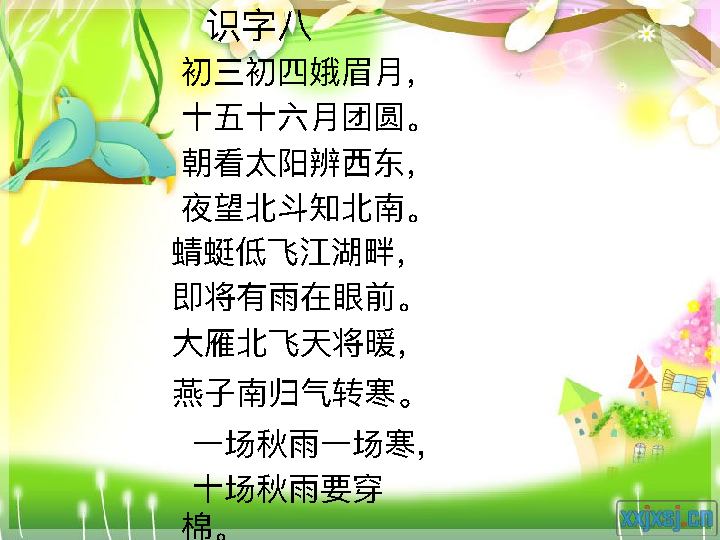 识字八
初三初四娥眉月，
十五十六月团圆。
朝看太阳辨西东，
夜望北斗知北南。
蜻蜓低飞江湖畔，
即将有雨在眼前。
大雁北飞天将暖，
燕子南归气转寒。
一场秋雨一场寒，
十场秋雨要穿
棉。
xxjxsj.cn